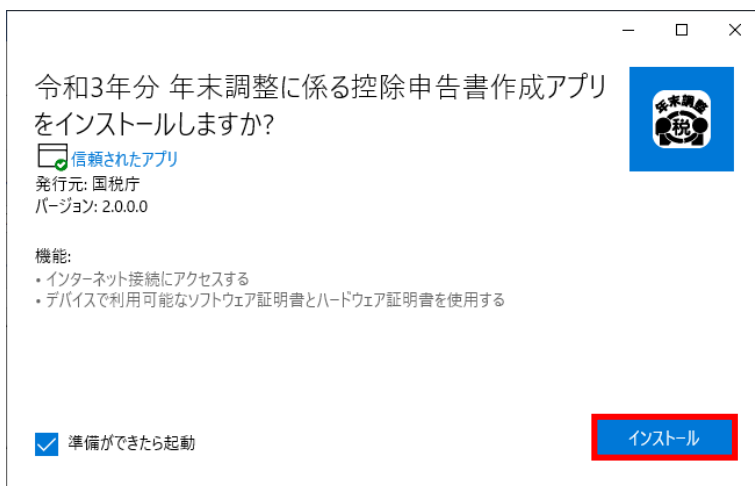 令和3年分 年末調整に係る控除申告書作成アプリ
をインストールしますか?
信頼されたアプリ
発行元: 国税庁
バージョン: 2.0.0.0
年末調整
税
機能:
• インターネット接続にアクセスする
• デバイスで利用可能なソフトウェア証明書とハードウェア証明書を使用する
準備ができたら起動
インストール